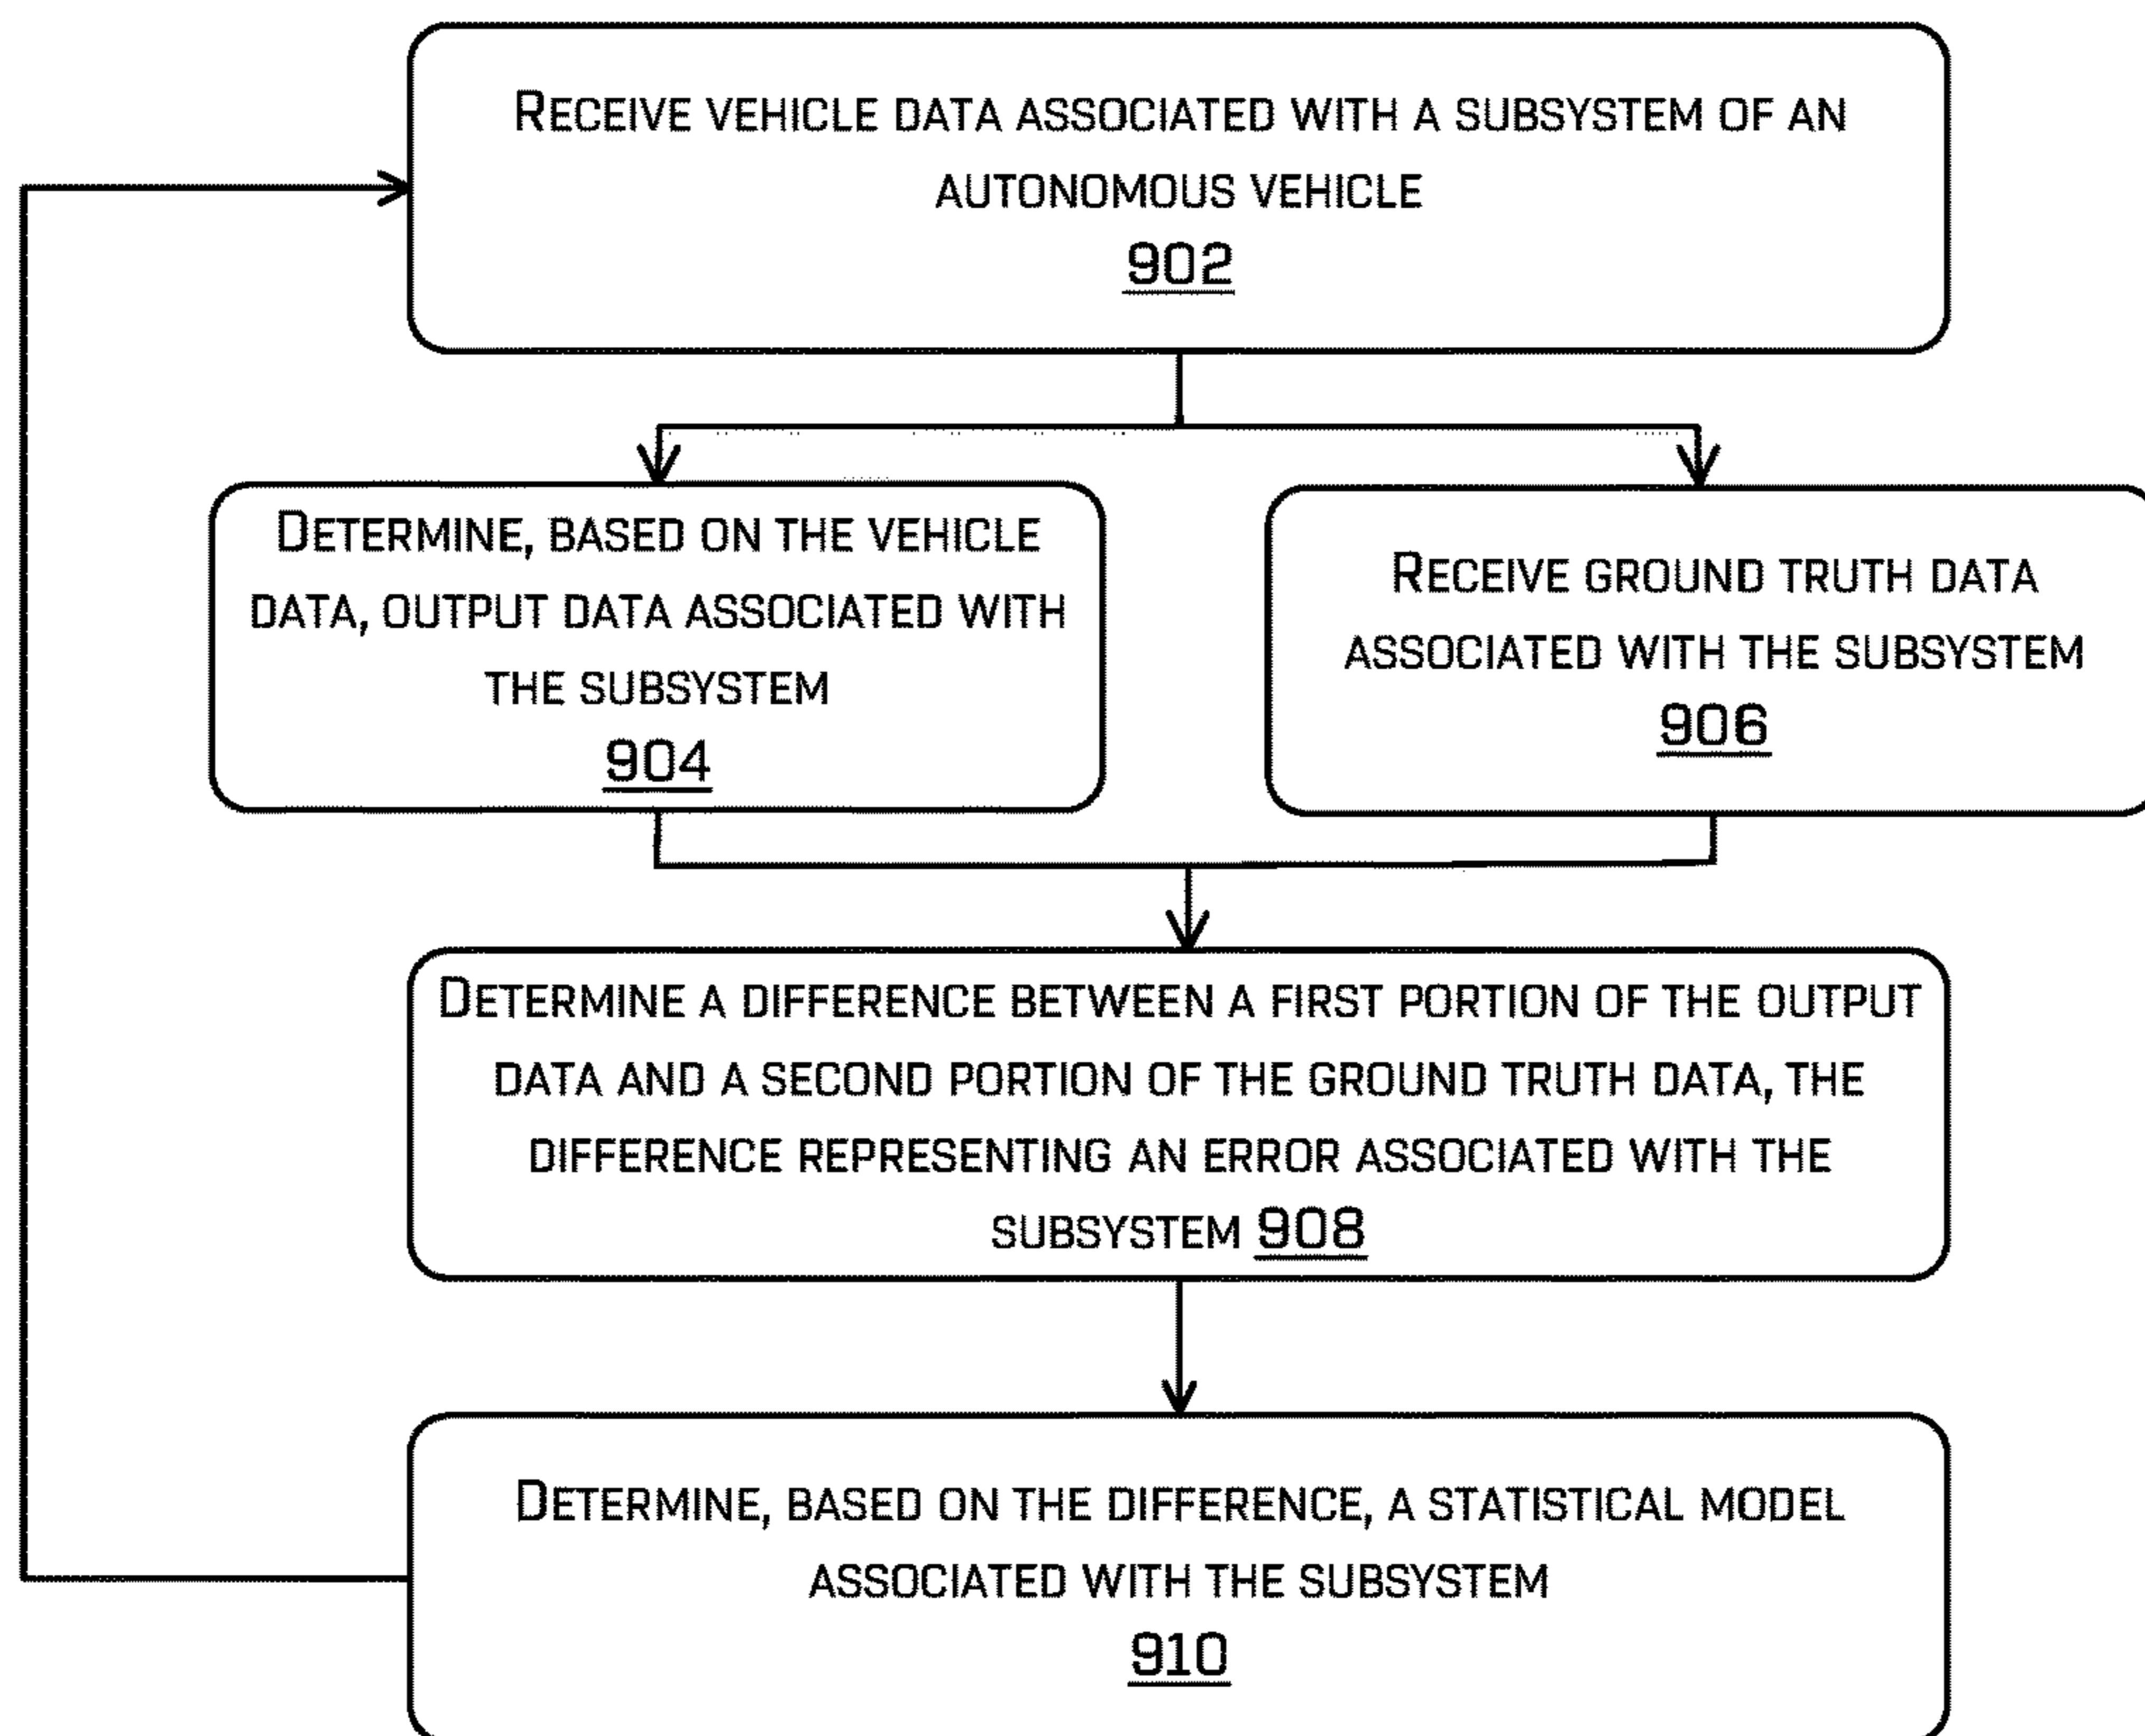 RECEIVE VEHICLE DATA ASSOCIATED WITH A SUBSYSTEM OF AN
AUTONOMOUS VEHICLE
902
DETERMINE, BASED ON THE VEHICLE
DATA, OUTPUT DATA ASSOCIATED WITH
THE SUBSYSTEM
904
RECEIVE GROUND TRUTH DATA
ASSOCIATED WITH THE SUBSYSTEM
906
DETERMINE A DIFFERENCE BETWEEN A FIRST PORTION OF THE OUTPUT
DATA AND A SECOND PORTION OF THE GROUND TRUTH DATA, THE
DIFFERENCE REPRESENTING AN ERROR ASSOCIATED WITH THE
SUBSYSTEM 908
DETERMINE, BASED ON THE DIFFERENCE, A STATISTICAL MODEL
ASSOCIATED WITH THE SUBSYSTEM
910